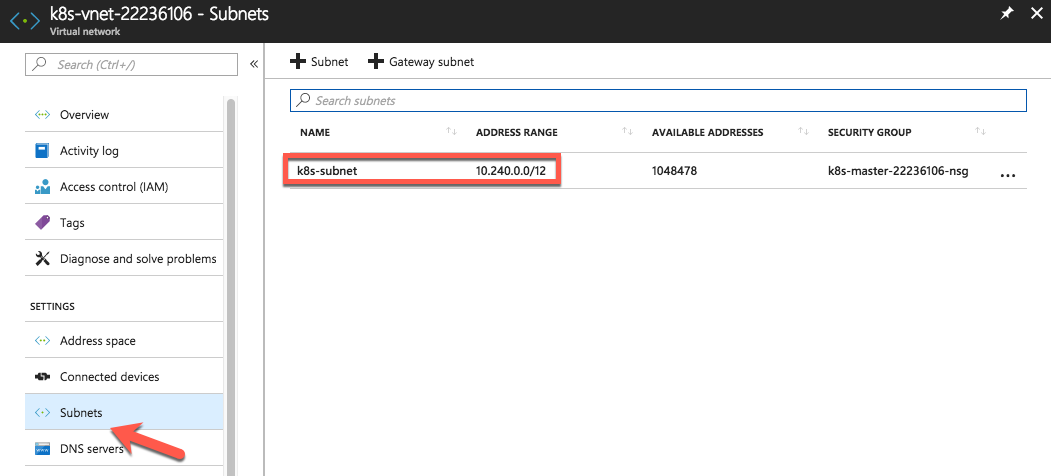 k8s-vnet-22236106 - Subnets
Virtual network
Search (Ctrl+/)
Overview
Activity log
Access control (IAM)
Tags
Diagnose and solve problems
SETTINGS
Address space
Connected devices
Subnets
DNS servers
Subnet Gateway subnet
Search subnets
NAME ADDRESS RANGE AVAILABLE ADDRESSES SECURITY GROUP
k8s-subnet 10.240.0.0/12 1048478 k8s-master-22236106-nsg ...